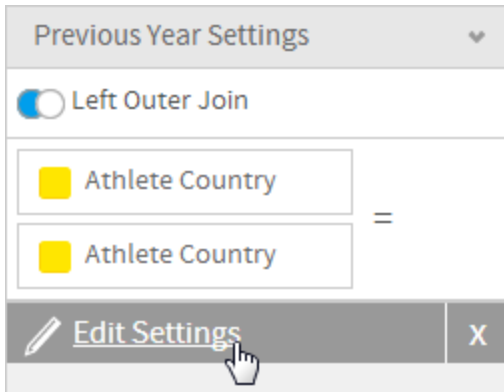 Previous Year Settings
Left Outer Join
Athlete Country
=
Athlete Country
Edit Settings X